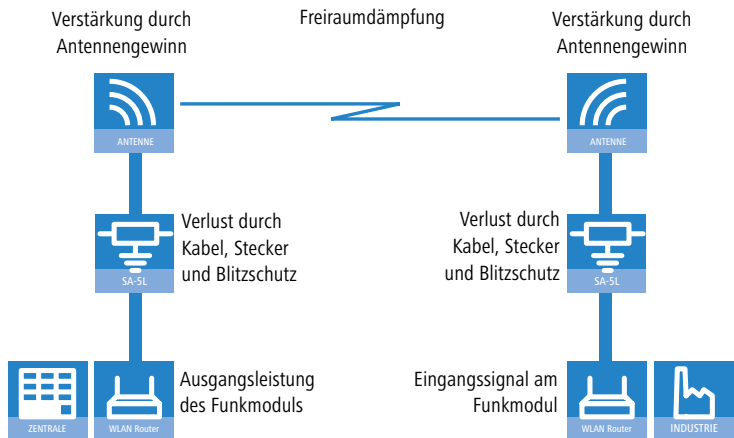 Verstärkung durch
Antennengewinn
Freiraumdämpfung
Verstärkung durch
Antennengewinn
ANTENNE
ANTENNE
Verlust durch
Kabel, Stecker
und Blitzschutz
SA-5L
Verlust durch
Kabel, Stecker
und Blitzschutz
SA-5L
Ausgangsleistung
des Funkmoduls
ZENTRALE
WLAN Router
Eingangssignal am
Funkmodul
WLAN Router
INDUSTRIE